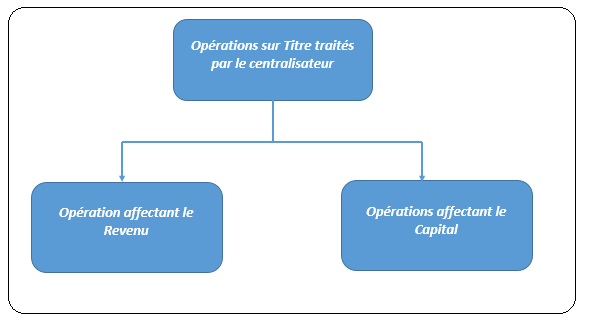 Opérations sur Titre traités
par le centralisateur
Opération affectant le
Revenu
Opérations affectant le
Capital